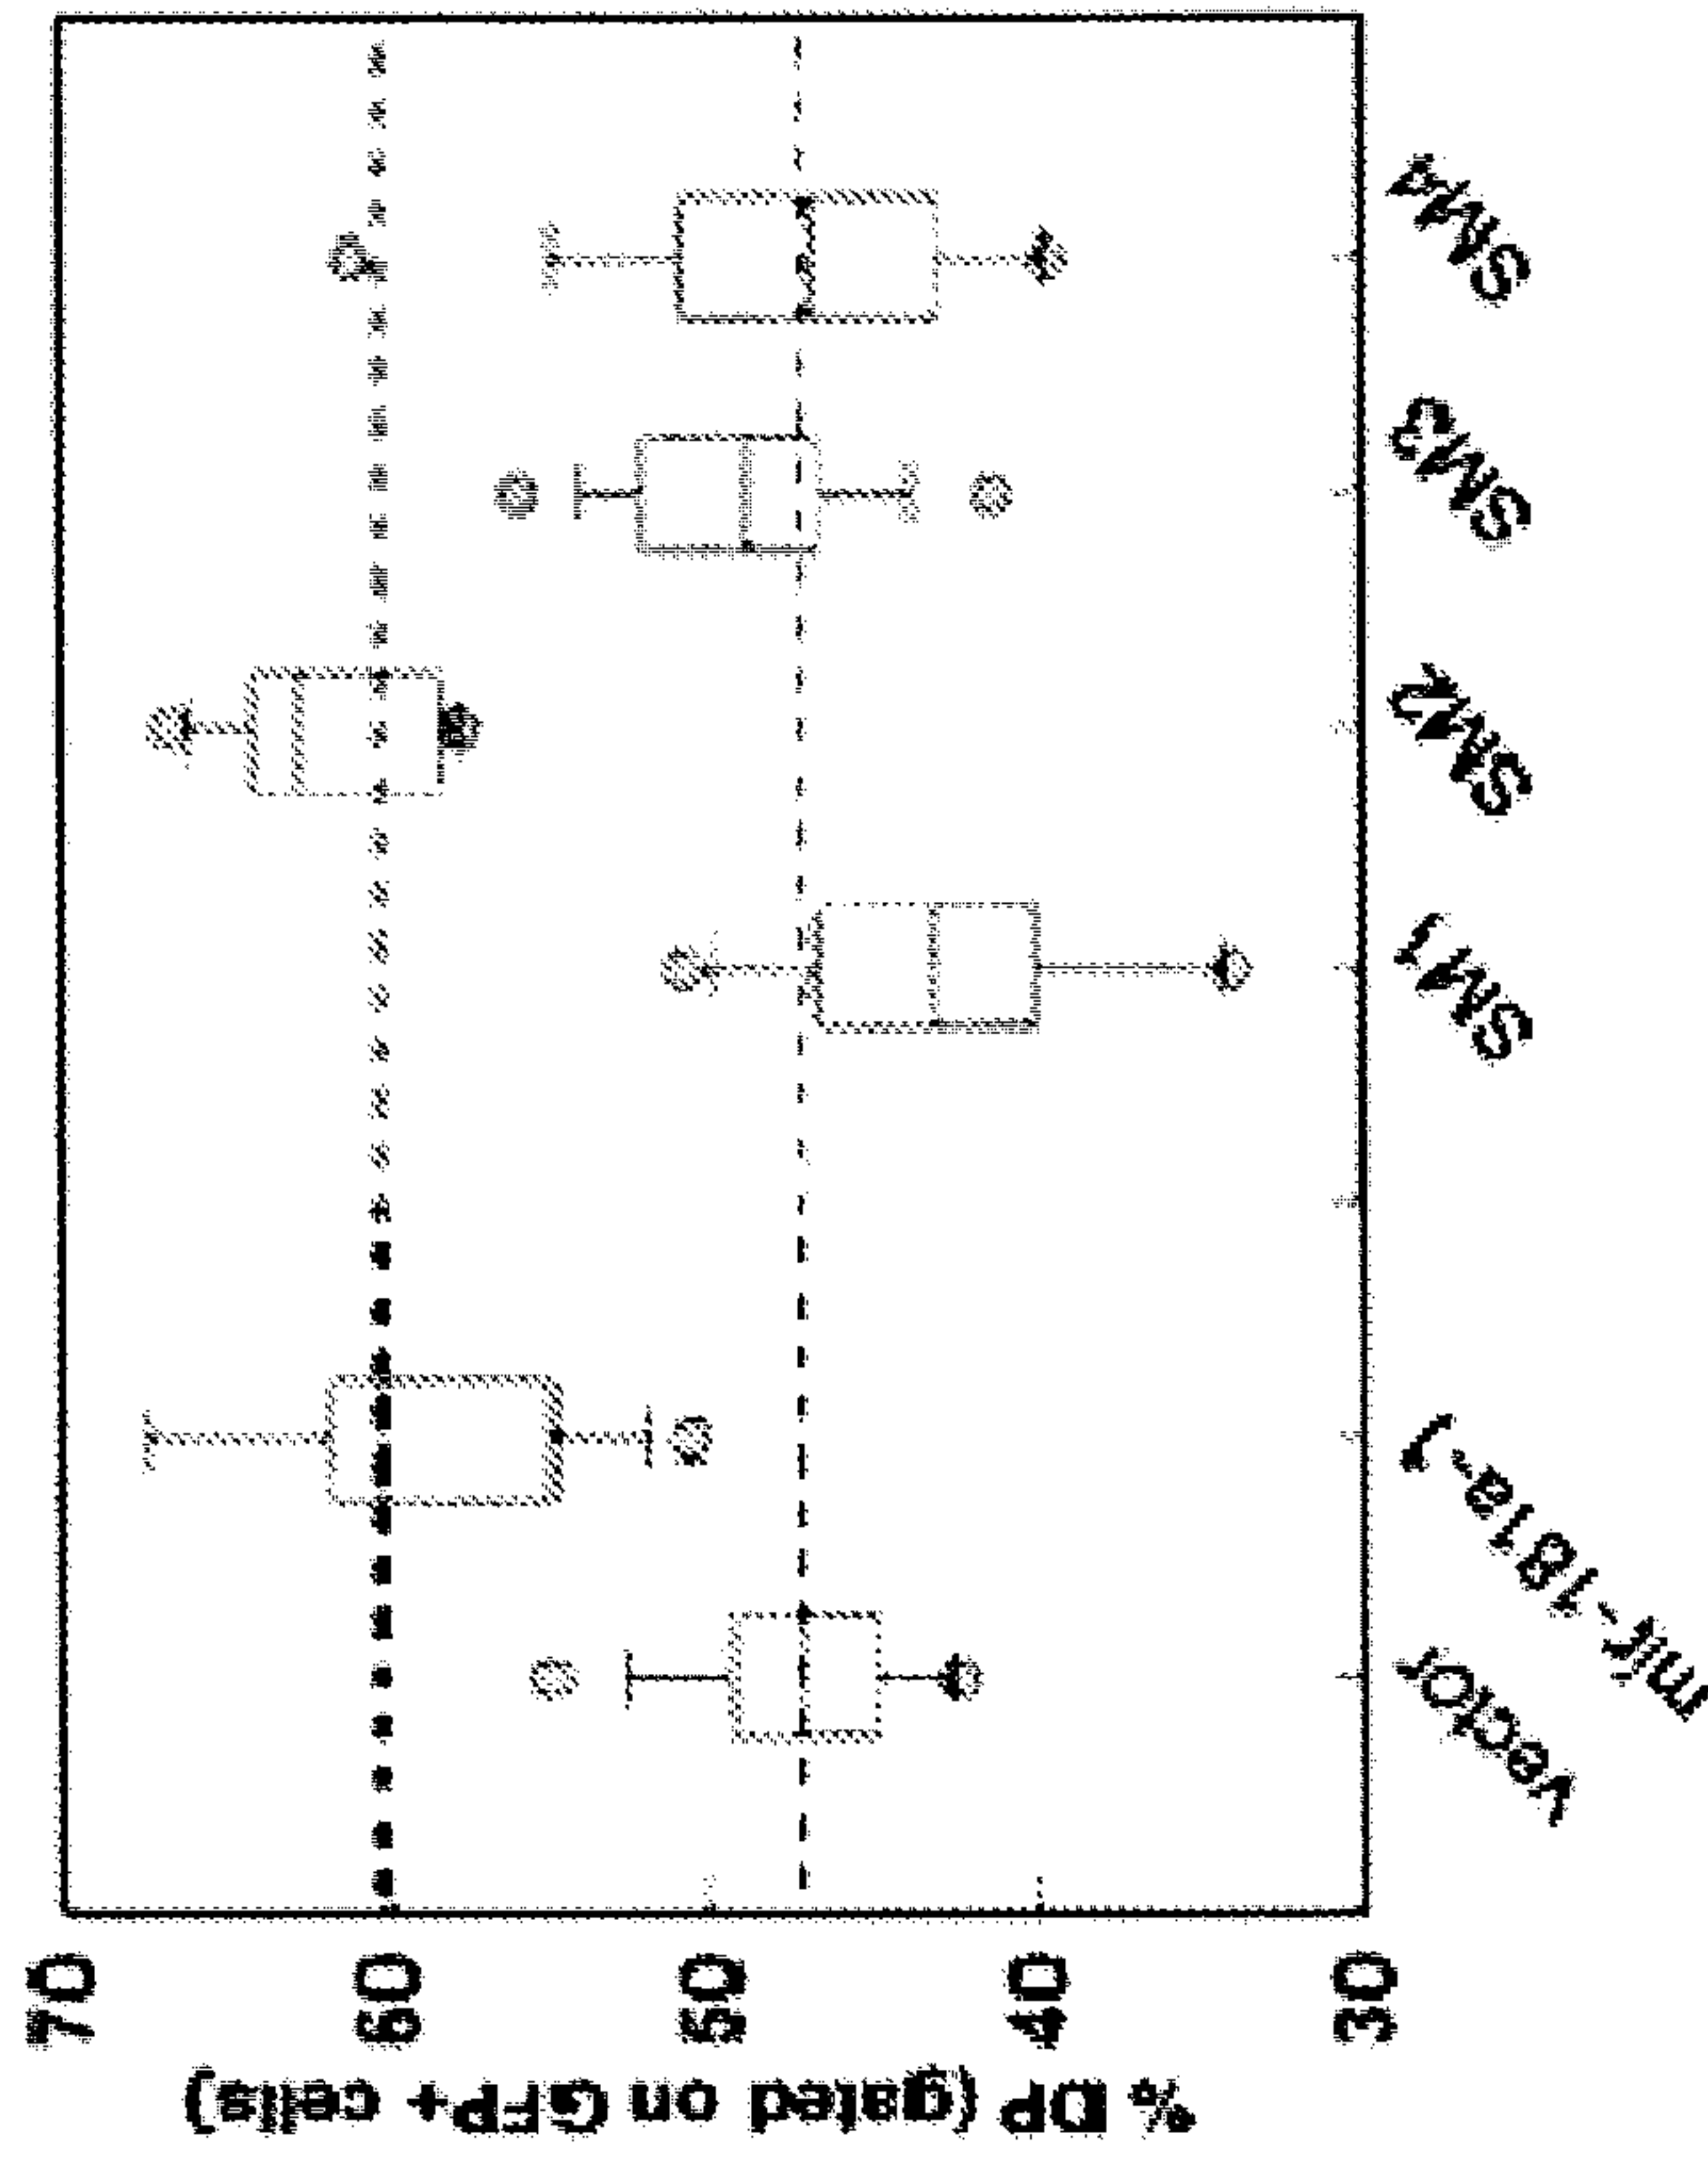 % DP (gated on GFP+ cells)
70
60
50
40
30
vector
mir-181a-1
SM1
SM2
SM3
SM4